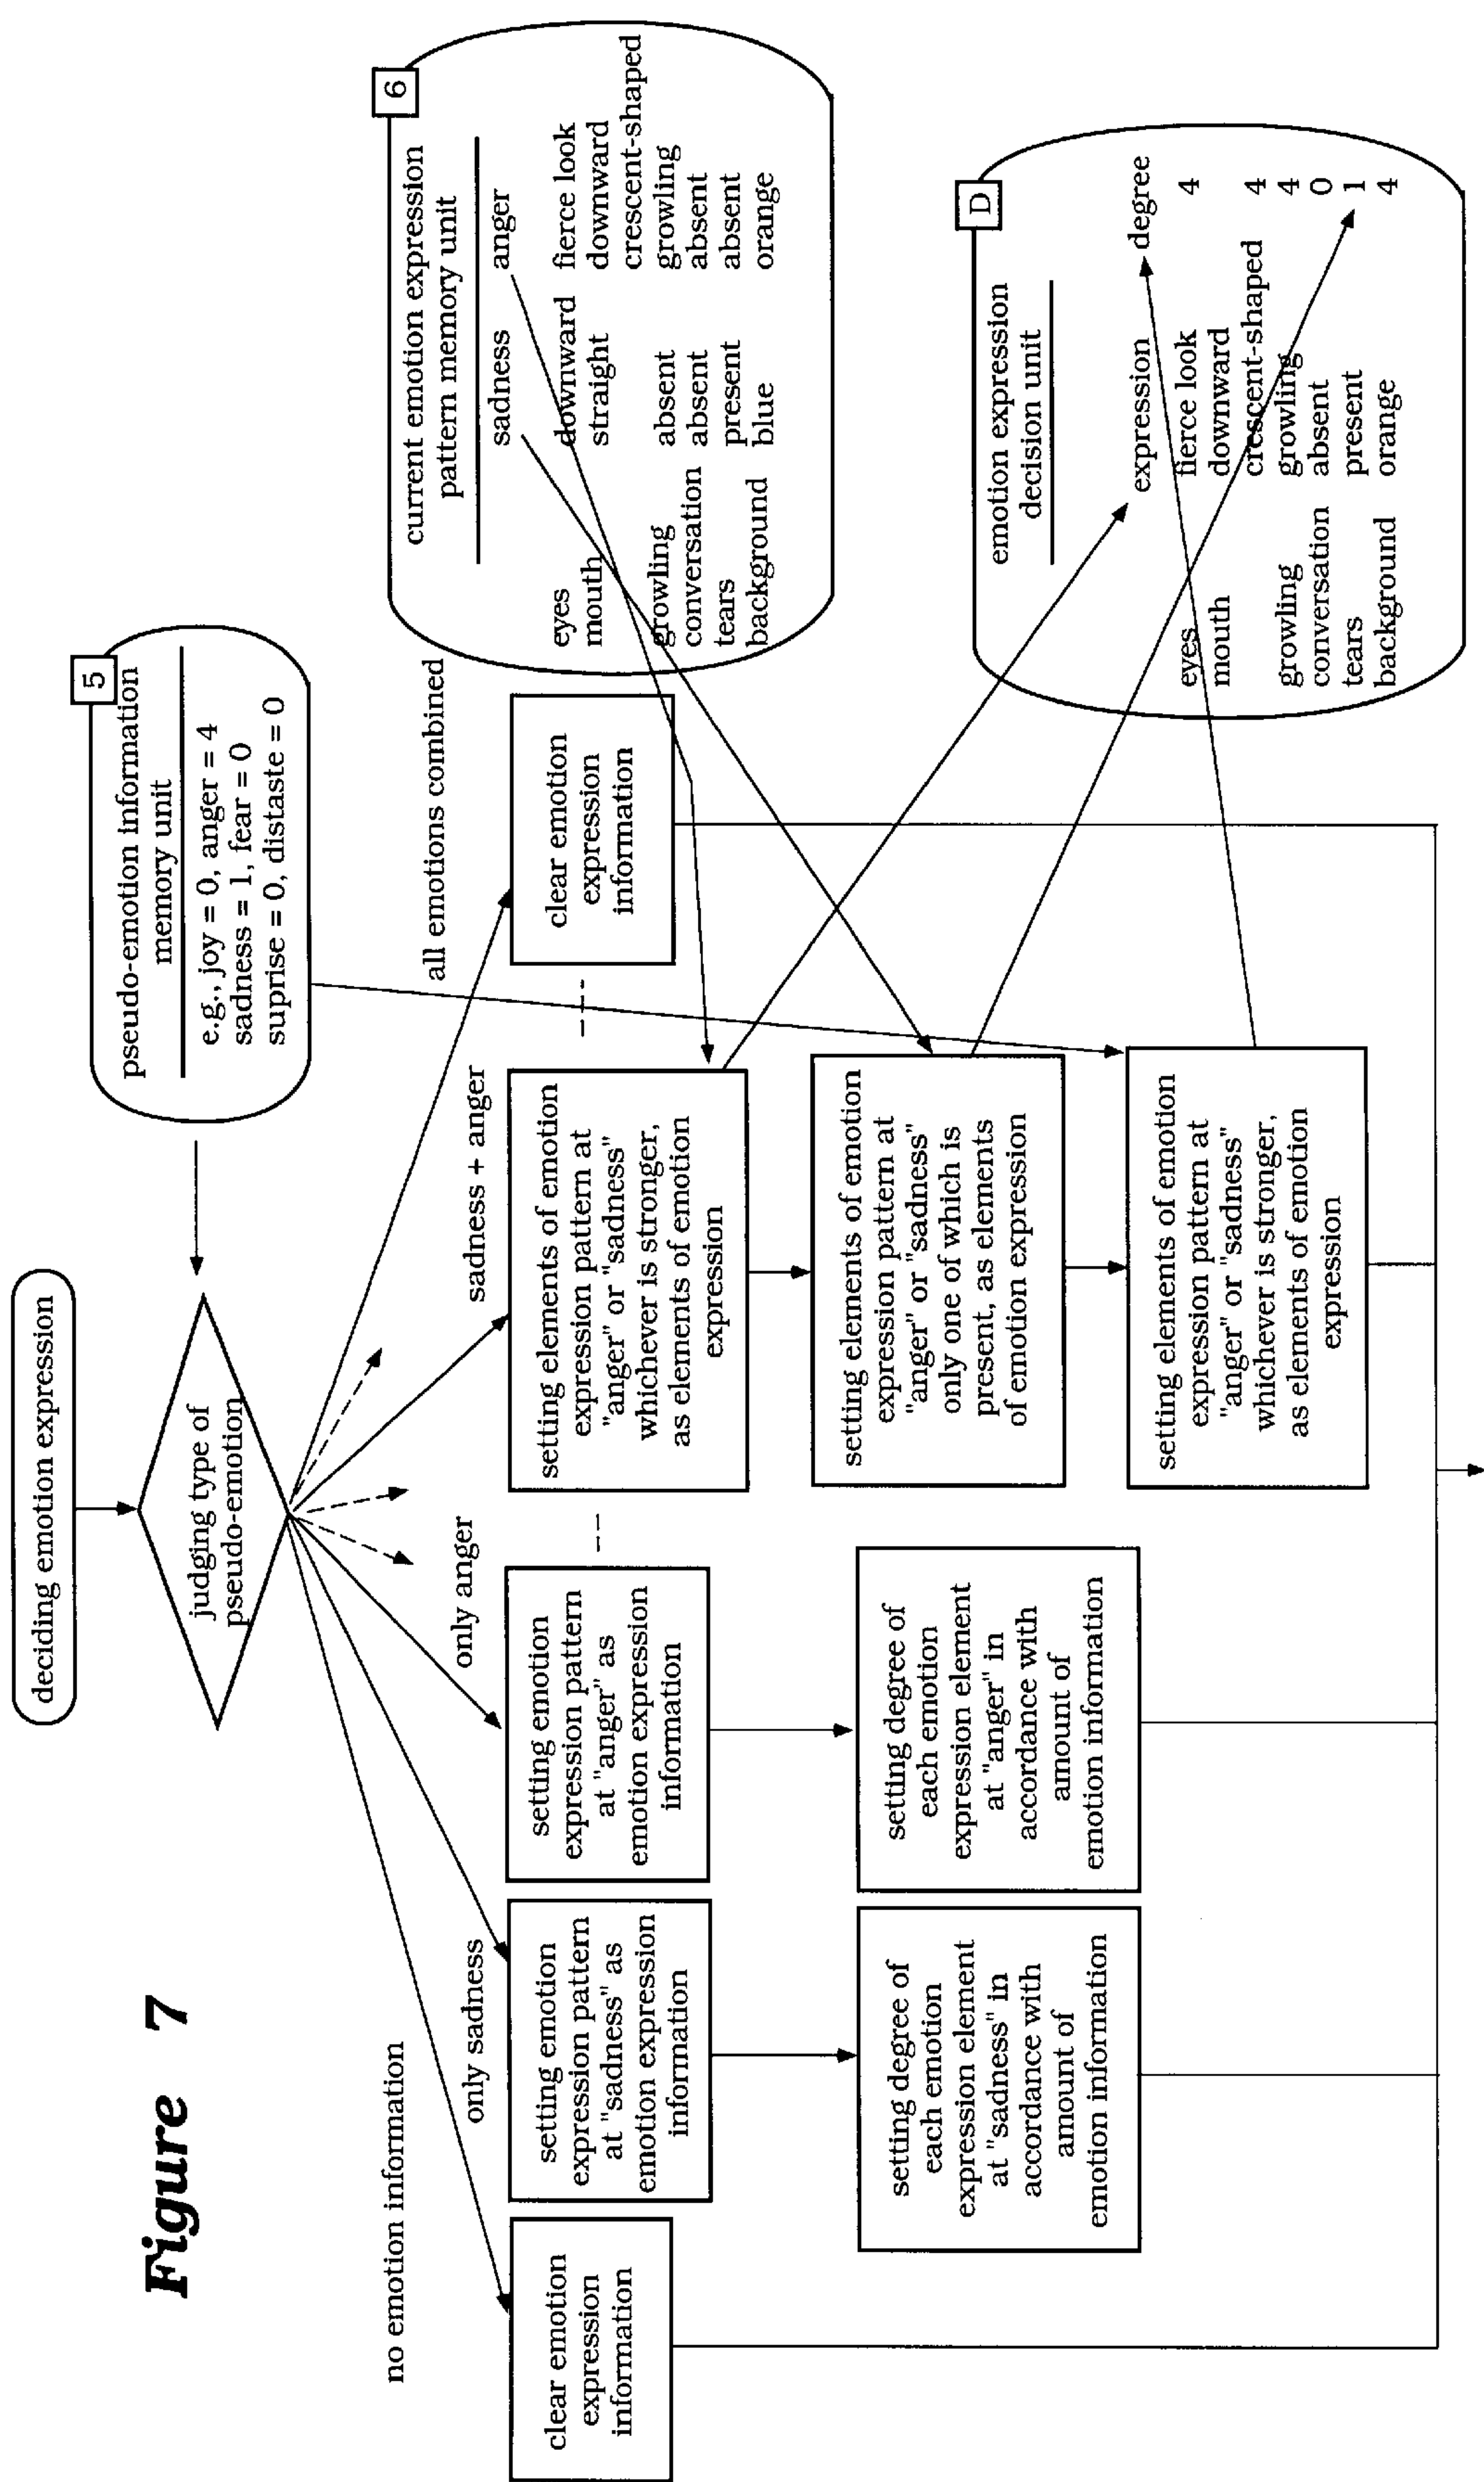 Figure 7
deciding emotion expression
judging type of
pseudo-emotion
5
pseudo-emotion information
memory unit
e.g., joy = 0, anger = 4
sadness = 1, fear = 0
suprise = 0, distaste = 0
no emotion information
only sadness
only anger
sadness + anger
all emotions combined
clear emotion
expression
information
setting emotion
expression pattern
at "sadness" as
emotion expression
information
setting degree of
each emotion
expression element
at "sadness" in
accordance with
amount of
emotion information
setting emotion
expression pattern
at "anger" as
emotion expression
information
setting degree of
each emotion
expression element
at "anger" in
accordance with
amount of
emotion information
setting elements of emotion
expression pattern at
"anger" or "sadness"
whichever is stronger,
as elements of emotion
expression
setting elements of emotion
expression pattern at
"anger" or "sadness"
only one of which is
present, as elements
of emotion expression
setting elements of emotion
expression pattern at
"anger" or "sadness"
whichever is stronger,
as elements of emotion
expression
clear emotion
expression
information
6
current emotion expression
pattern memory unit
sadness anger
eyes downward fierce look
mouth straight downward
crescent-shaped
growling absent growling
conversation absent absent
tears present absent
background blue orange
D
emotion expression
decision unit
expression degree
eyes fierce look 4
mouth downward
crescent-shaped 4
growling growling 4
conversation absent 0
tears present 1
background orange 4